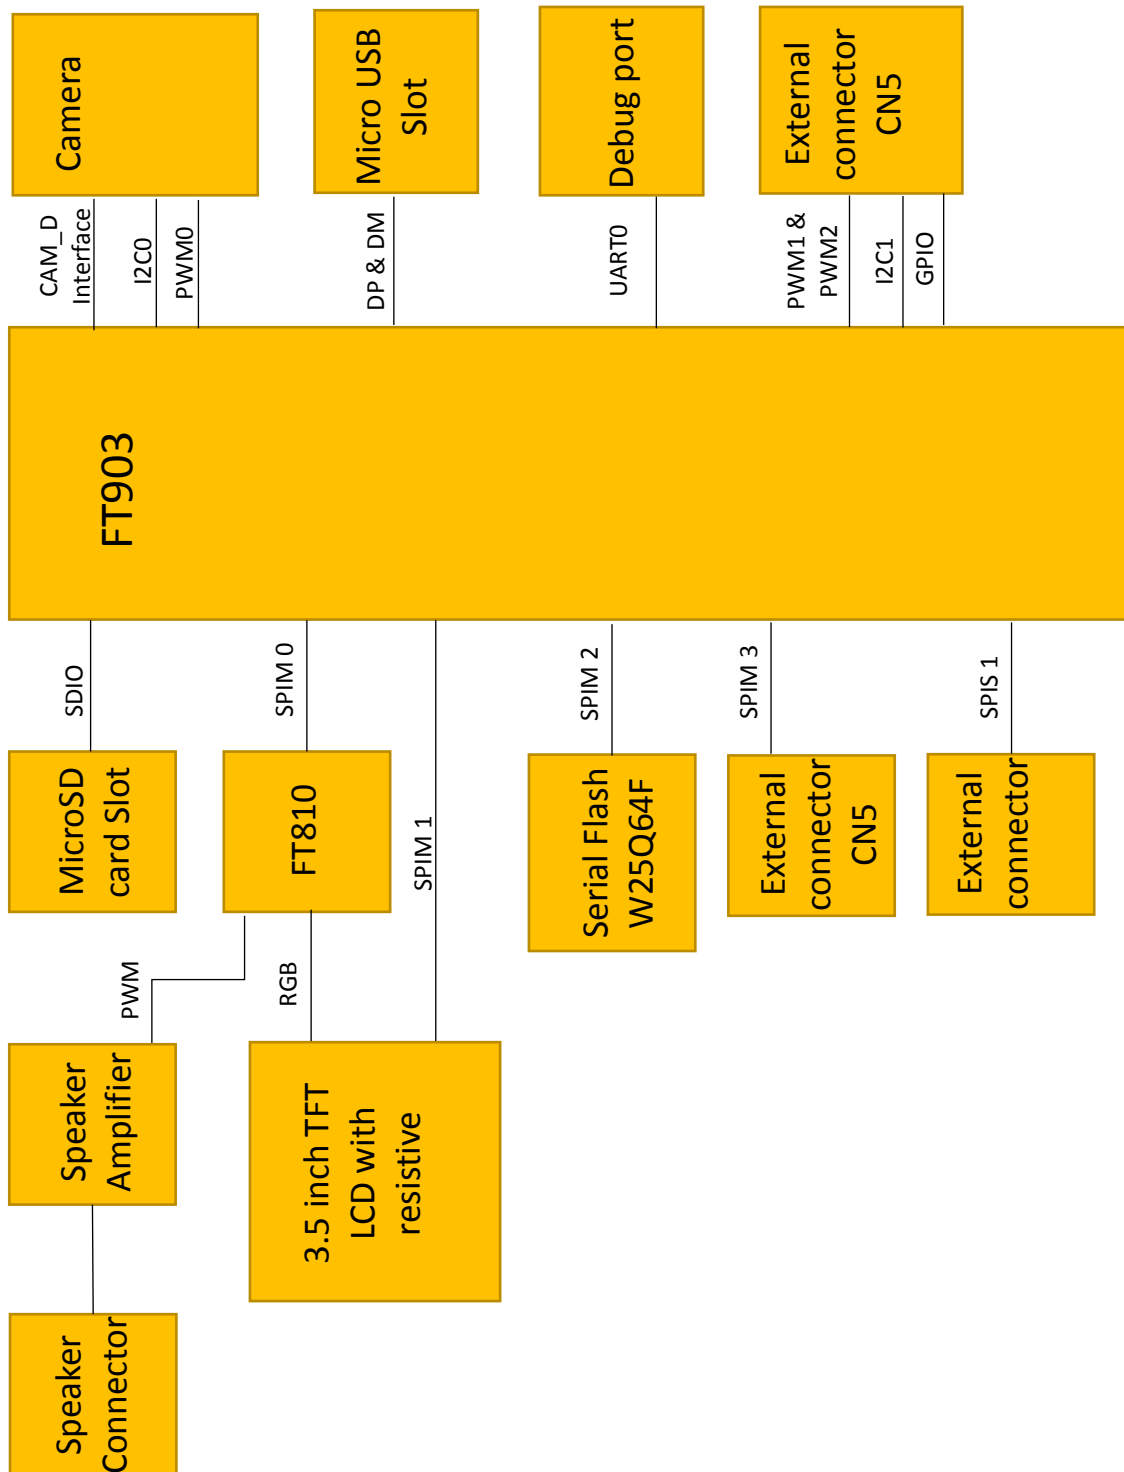 Camera
Micro USB
Slot
Debug port
External
connector
CN5
CAM_D
Interface
I2C0
PWM0
DP & DM
UART0
PWM1 &
PWM2
I2C1
GPIO
FT903
SDIO
SPIM 0
SPIM 1
SPIM 2
SPIM 3
SPIS 1
MicroSD
card Slot
FT810
Serial Flash
W25Q64F
External
connector
CN5
External
connector
PWM
RGB
Speaker
Amplifier
3.5 inch TFT
LCD with
resistive
Speaker
Connector